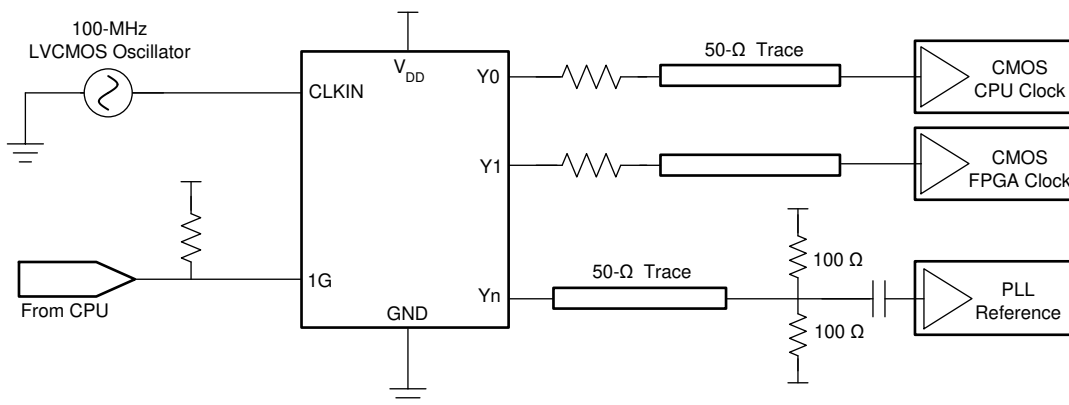 100-MHz
LVCMOS Oscillator
CLKIN
VDD
Y0
50-Ω Trace
CMOS
CPU Clock
Y1
CMOS
FPGA Clock
From CPU
1G
GND
Yn
50-Ω Trace
100 Ω
100 Ω
PLL
Reference